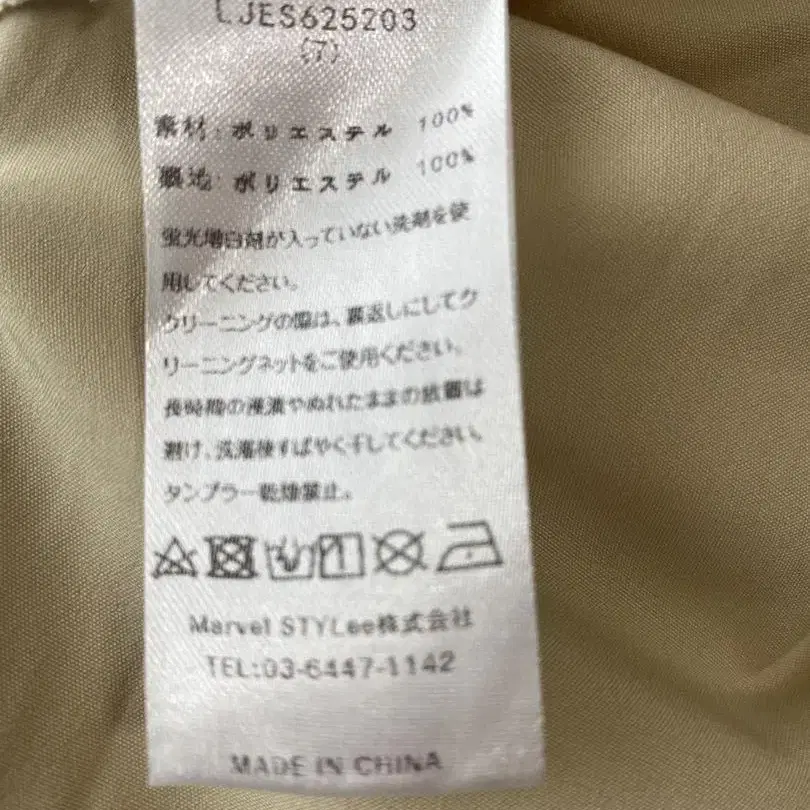 LJES625203
(7)
素材:ポリエステル 100%
裏地:ポリエステル 100%
蛍光増白剤が入っていない洗剤を使
用してください。
クリーニングの際は、裏返しにしてク
リーニングネットをご使用ください。
長時間の浸漬やぬれたままの放置は
避け、洗濯後すばやく干してください。
タンブラー乾燥禁止。
Marvel STYLee株式会社
TEL:03-6447-1142
MADE IN CHINA